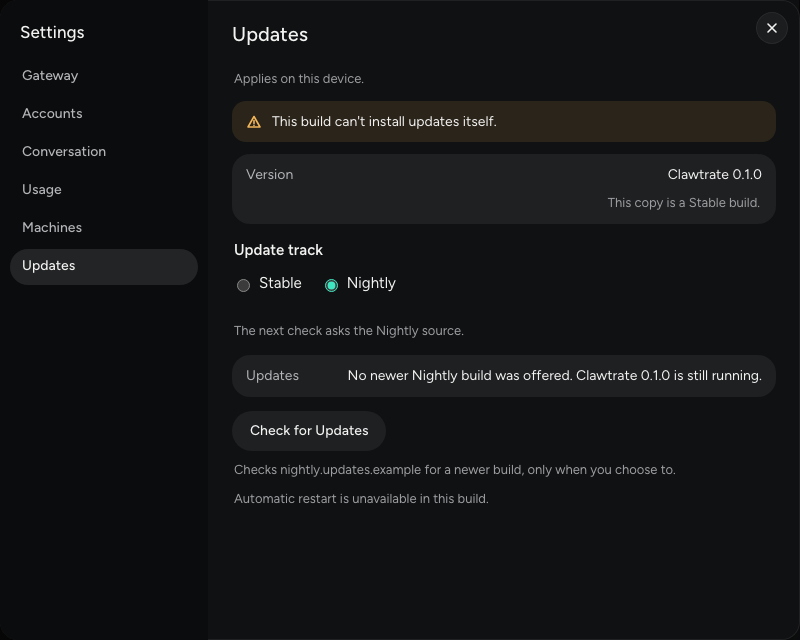 Settings
Gateway
Accounts
Conversation
Usage
Machines
Updates
Updates
Applies on this device.
This build can't install updates itself.
Version
Clawtrate 0.1.0
This copy is a Stable build.
Update track
Stable
Nightly
The next check asks the Nightly source.
Updates
No newer Nightly build was offered. Clawtrate 0.1.0 is still running.
Check for Updates
Checks nightly.updates.example for a newer build, only when you choose to.
Automatic restart is unavailable in this build.